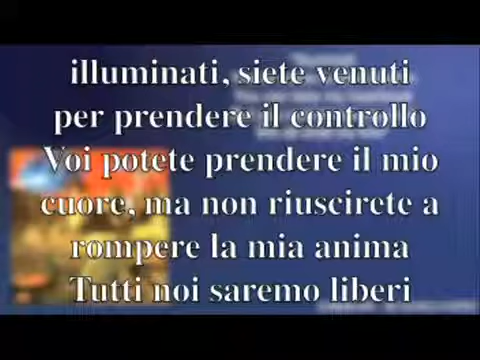 illuminati, siete venuti
per prendere il controllo
Voi potete prendere il mio
cuore, ma non riuscirete a
rompere la mia anima
Tutti noi saremo liberi